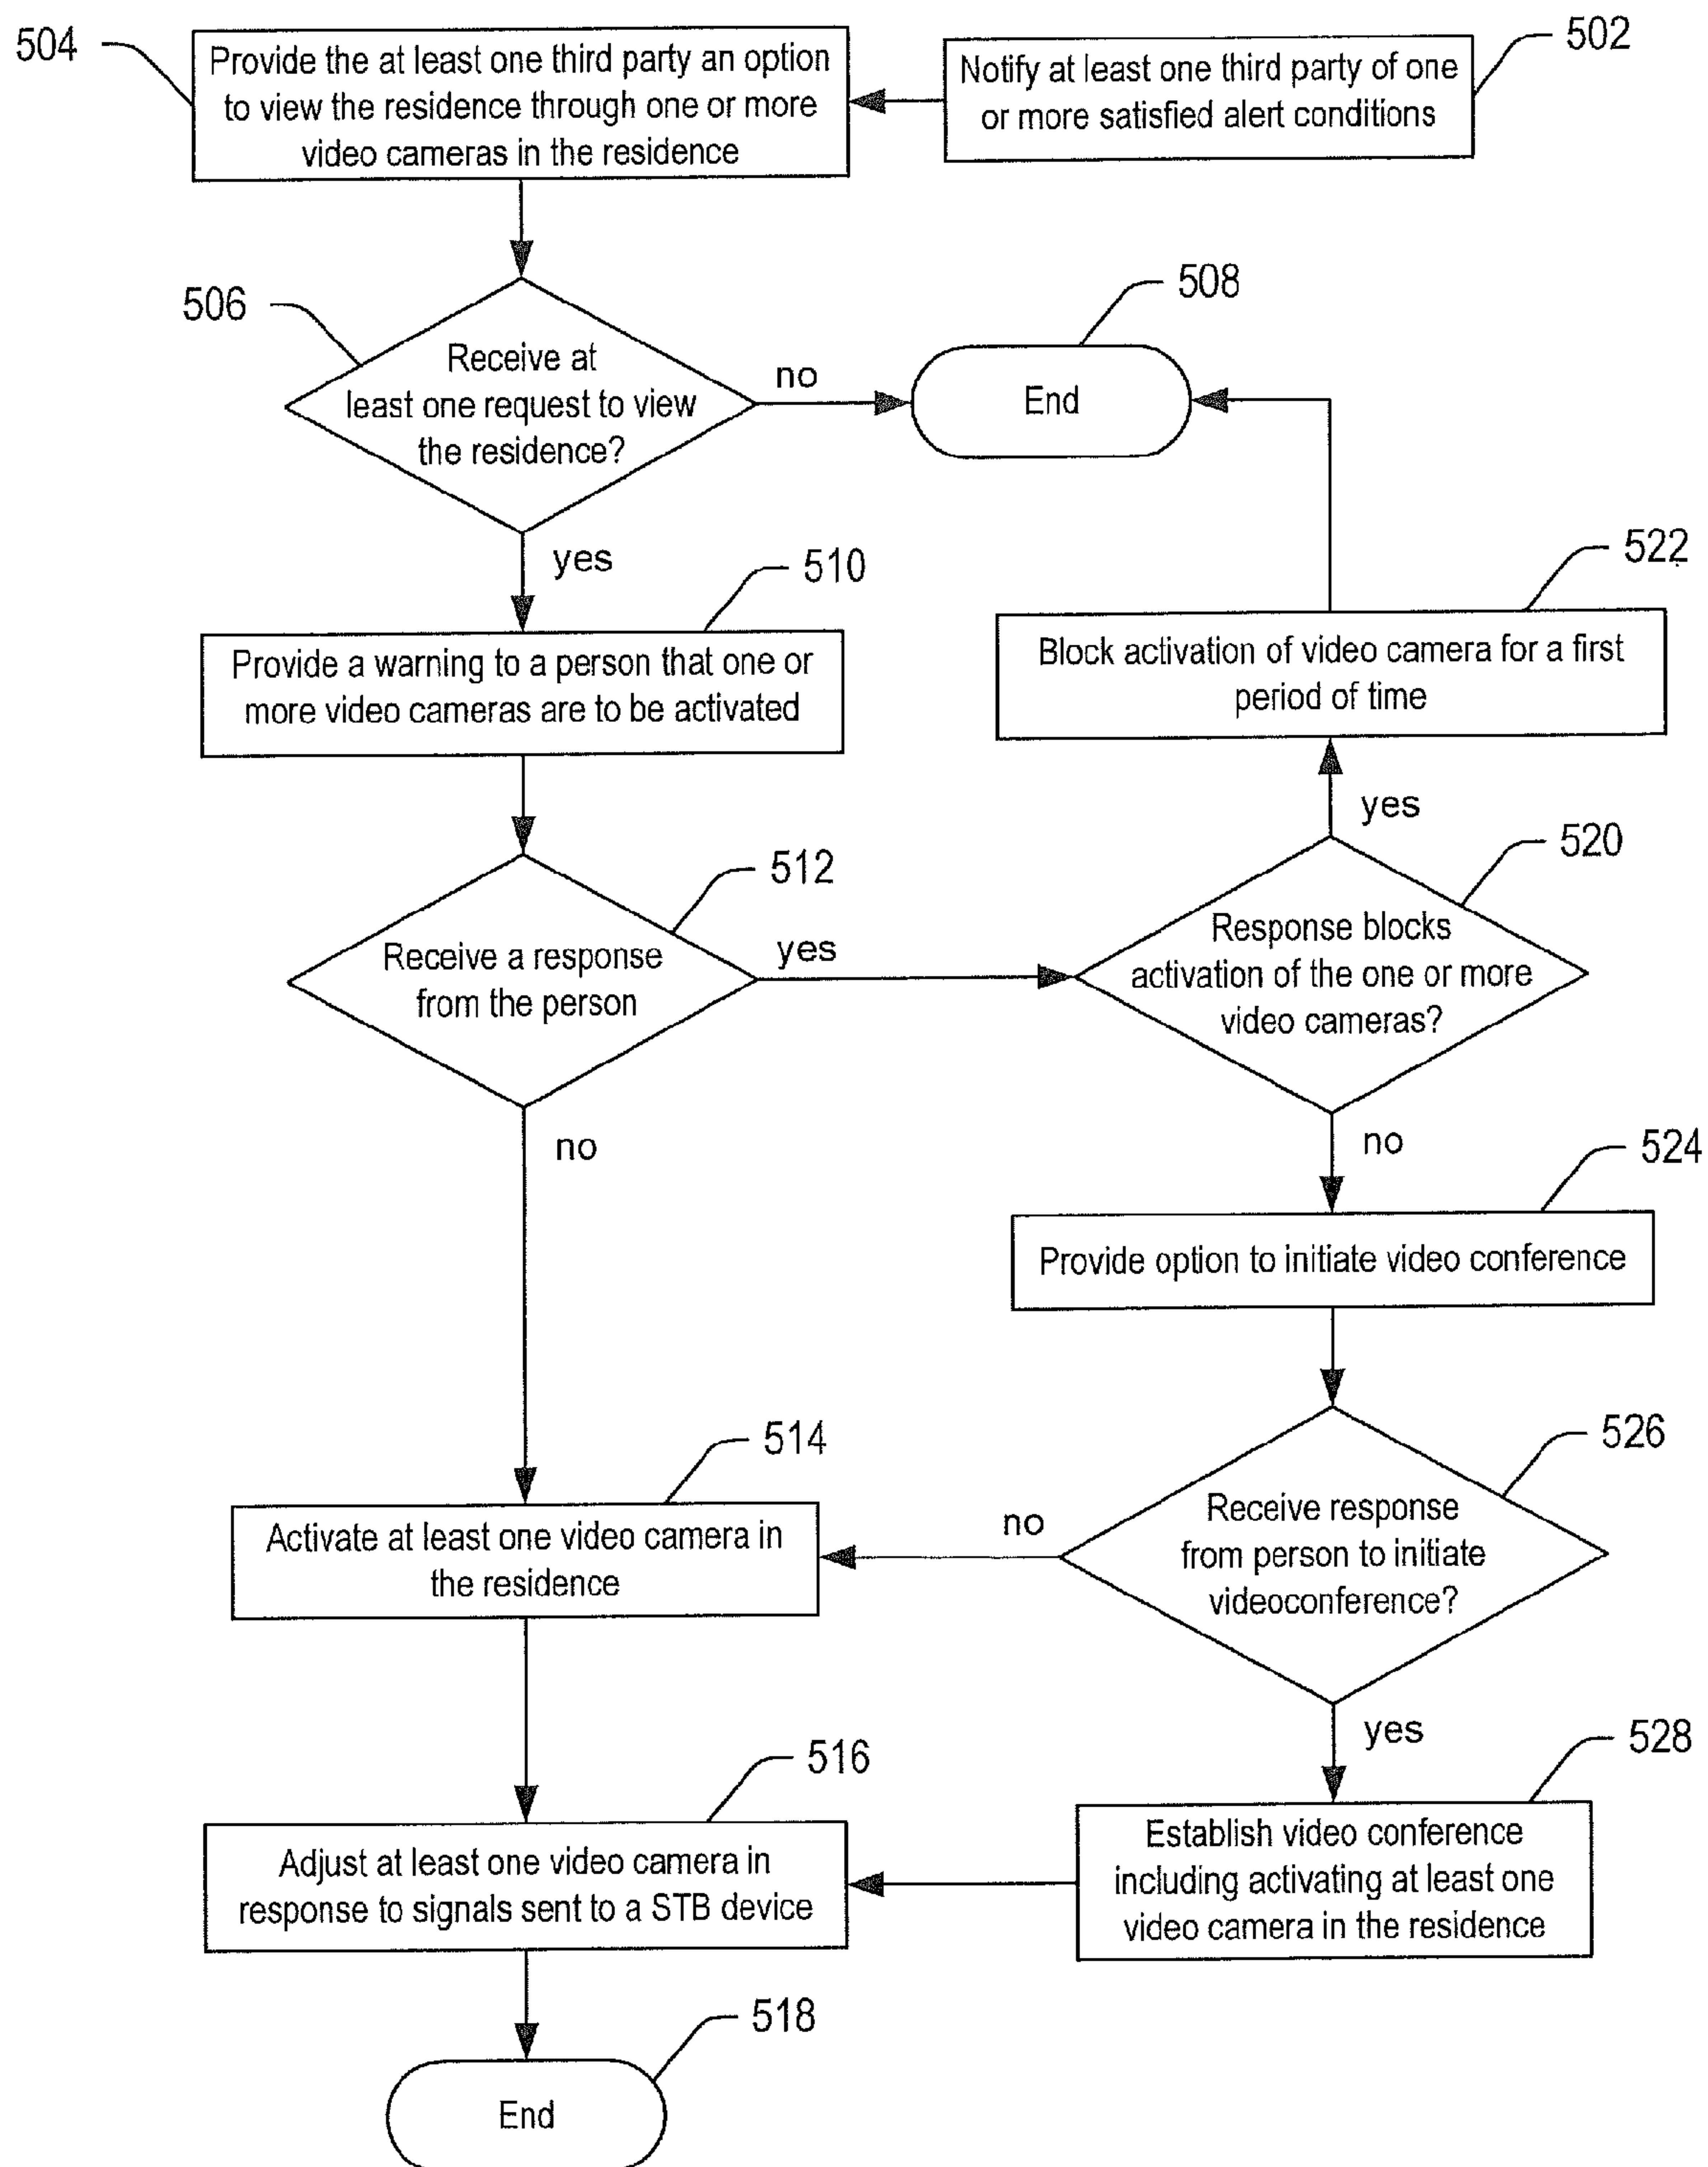 504
Provide the at least one third party an option
to view the residence through one or more
video cameras in the residence
502
Notify at least one third party of one
or more satisfied alert conditions
506
Receive at
least one request to view
the residence?
no
508
End
yes
510
Provide a warning to a person that one or
more video cameras are to be activated
522
Block activation of video camera for a first
period of time
yes
512
Receive a response
from the person
yes
520
Response blocks
activation of the one or more
video cameras?
no
no
524
Provide option to initiate video conference
514
Activate at least one video camera in
the residence
no
526
Receive response
from person to initiate
videoconference?
yes
516
Adjust at least one video camera in
response to signals sent to a STB device
528
Establish video conference
including activating at least one
video camera in the residence
518
End